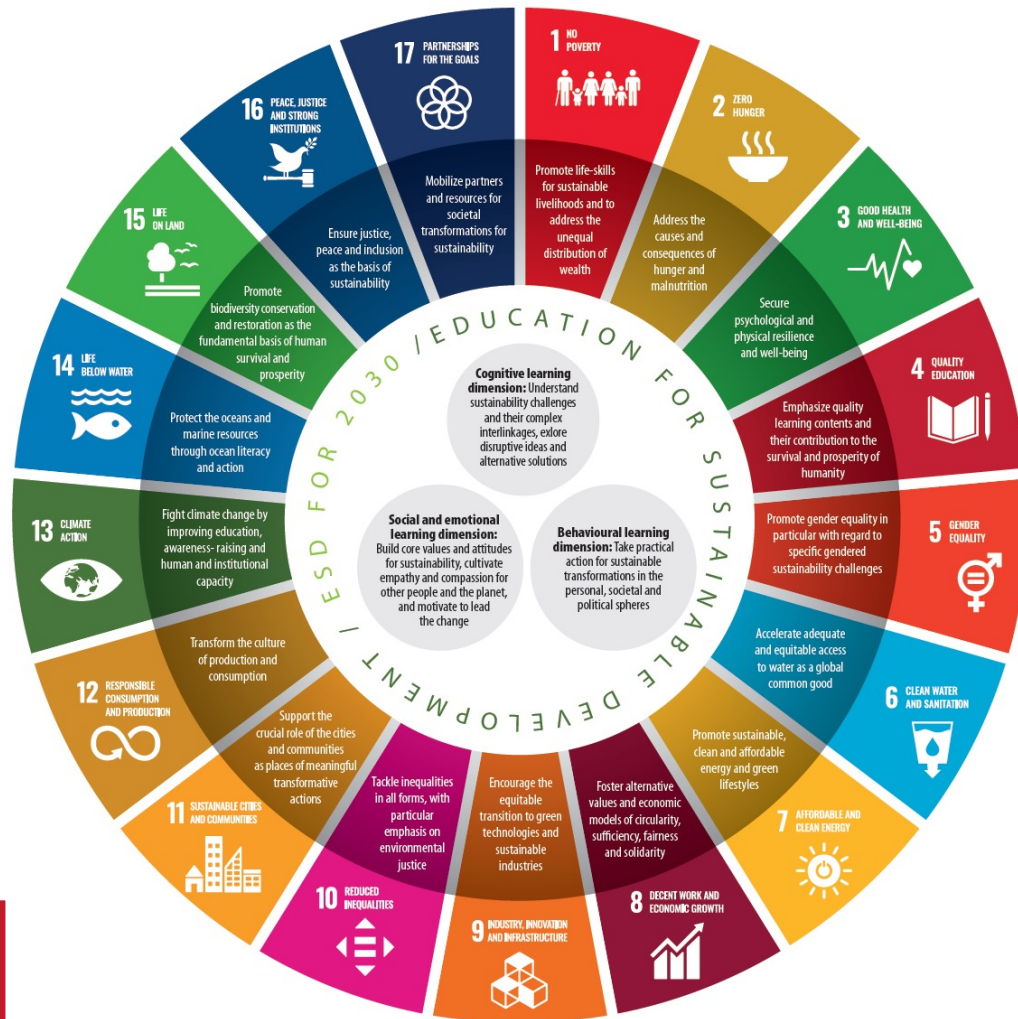 1 NO
POVERTY
Promote life-skills
for sustainable
livelihoods and to
address the
unequal
distribution of
wealth
2 ZERO
HUNGER
Address the
causes and
consequences of
hunger and
malnutrition
3 GOOD HEALTH
AND WELL-BEING
Secure
psychological and
physical resilience
and well-being
4 QUALITY
EDUCATION
Emphasize quality
learning contents and
their contribution to the
survival and prosperity of
humanity
5 GENDER
EQUALITY
Promote gender equality in
particular with regard to
specific gendered
sustainability challenges
6 CLEAN WATER
AND SANITATION
Accelerate adequate
and equitable access
to water as a global
common good
7 AFFORDABLE AND
CLEAN ENERGY
Promote sustainable,
clean and affordable
energy and green
lifestyles
8 DECENT WORK AND
ECONOMIC GROWTH
Foster alternative
values and economic
models of circularity,
sufficiency, fairness
and solidarity
9 INDUSTRY, INNOVATION
AND INFRASTRUCTURE
Encourage the
equitable
transition to green
technologies and
sustainable
industries
10 REDUCED
INEQUALITIES
Tackle inequalities
in all forms, with
particular
emphasis on
environmental
justice
11 SUSTAINABLE CITIES
AND COMMUNITIES
Support the
crucial role of the cities
and communities
as places of meaningful
transformative
actions
12 RESPONSIBLE
CONSUMPTION
AND PRODUCTION
Transform the culture
of production and
consumption
13 CLIMATE
ACTION
Fight climate change by
improving education,
awareness- raising and
human and institutional
capacity
14 LIFE
BELOW WATER
Protect the oceans and
marine resources
through ocean literacy
and action
15 LIFE
ON LAND
Promote
biodiversity conservation
and restoration as the
fundamental basis of human
survival and
prosperity
16 PEACE, JUSTICE
AND STRONG
INSTITUTIONS
Ensure justice,
peace and inclusion
as the basis of
sustainability
17 PARTNERSHIPS
FOR THE GOALS
Mobilize partners
and resources for
societal
transformations for
sustainability
ESD FOR 2030 / EDUCATION FOR SUSTAINABLE DEVELOPMENT /
Cognitive learning
dimension: Understand
sustainability challenges
and their complex
interlinkages, exlore
disruptive ideas and
alternative solutions
Social and emotional
learning dimension:
Build core values and attitudes
for sustainability, cultivate
empathy and compassion for
other people and the planet,
and motivate to lead
the change
Behavioural learning
dimension: Take practical
action for sustainable
transformations in the
personal, societal and
political spheres